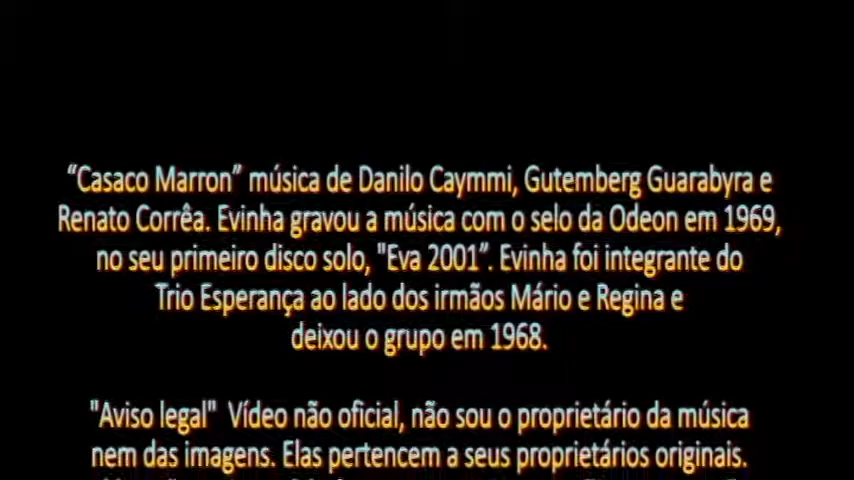 “Casaco Marron” música de Danilo Caymmi, Gutemberg Guarabyra e
Renato Corrêa. Evinha gravou a música com o selo da Odeon em 1969,
no seu primeiro disco solo, "Eva 2001”. Evinha foi integrante do
Trio Esperança ao lado dos irmãos Mário e Regina e
deixou o grupo em 1968.
"Aviso legal"  Vídeo não oficial, não sou o proprietário da música
nem das imagens. Elas pertencem a seus proprietários originais.